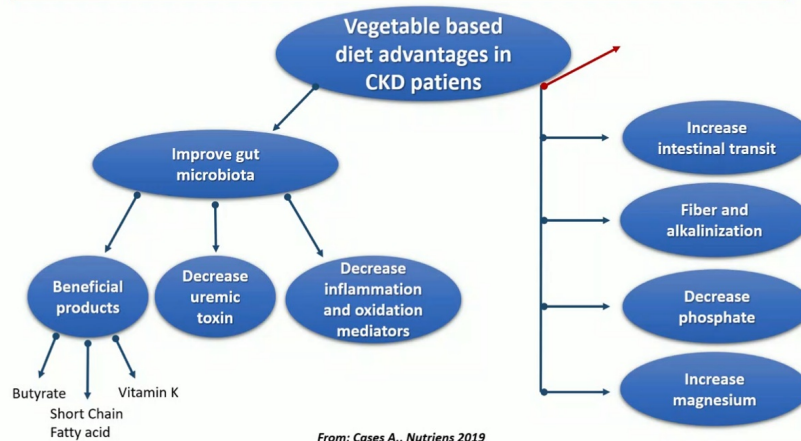 Vegetable based
diet advantages in
CKD patiens
Improve gut
microbiota
Beneficial
products
Decrease
uremic
toxin
Decrease
inflammation
and oxidation
mediators
Butyrate
Short Chain
Fatty acid
Vitamin K
Increase
intestinal transit
Fiber and
alkalinization
Decrease
phosphate
Increase
magnesium
From: Cases A., Nutriens 2019